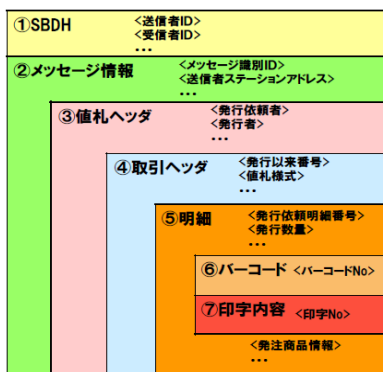 ①SBDH <送信者ID>
<受信者ID>
...
②メッセージ情報 <メッセージ識別ID>
<送信者ステーションアドレス>
...
③値札ヘッダ <発行依頼者>
<発行者>
...
④取引ヘッダ <発行以来番号>
<値札様式>
...
⑤明細 <発行依頼明細番号>
<発行数量>
...
⑥バーコード <バーコードNo>
⑦印字内容 <印字No>
<発注商品情報>
...